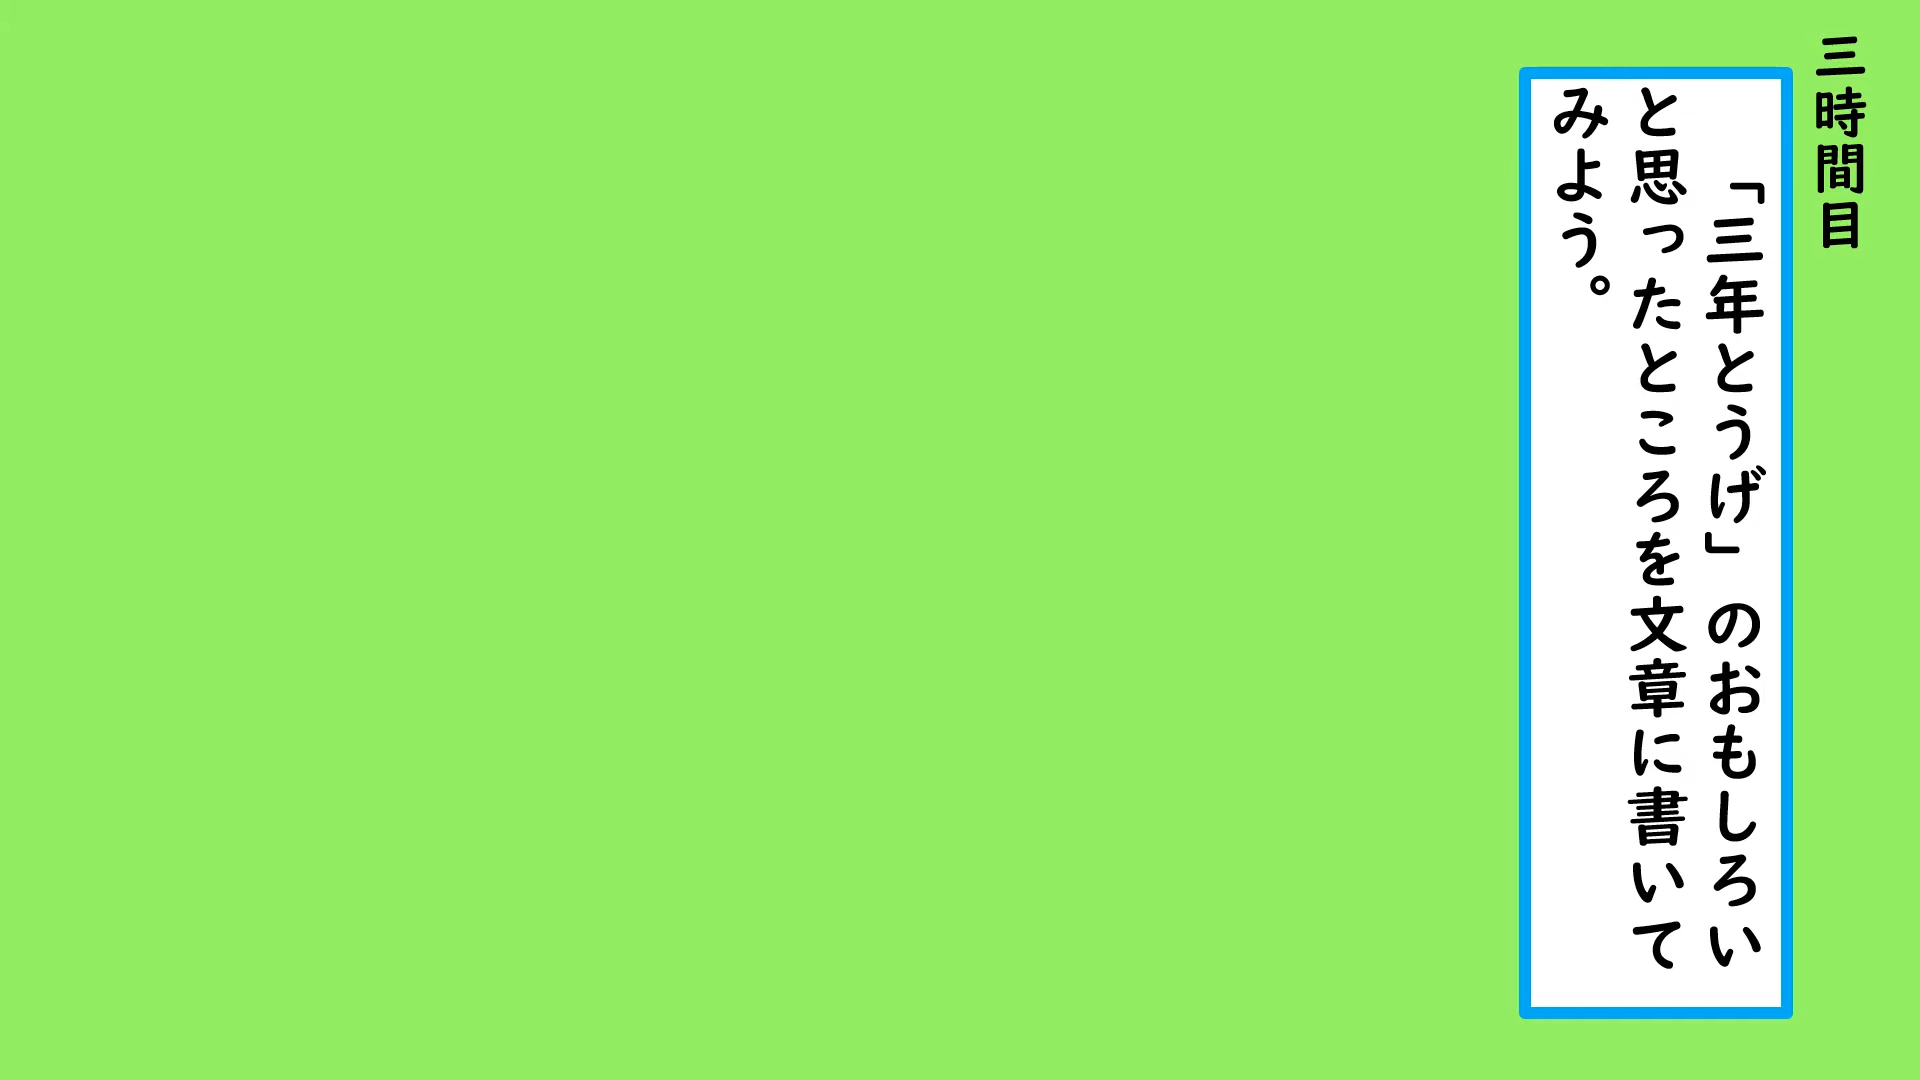 三時間目
「三年とうげ」のおもしろい
と思ったところを文章に書いて
みよう。